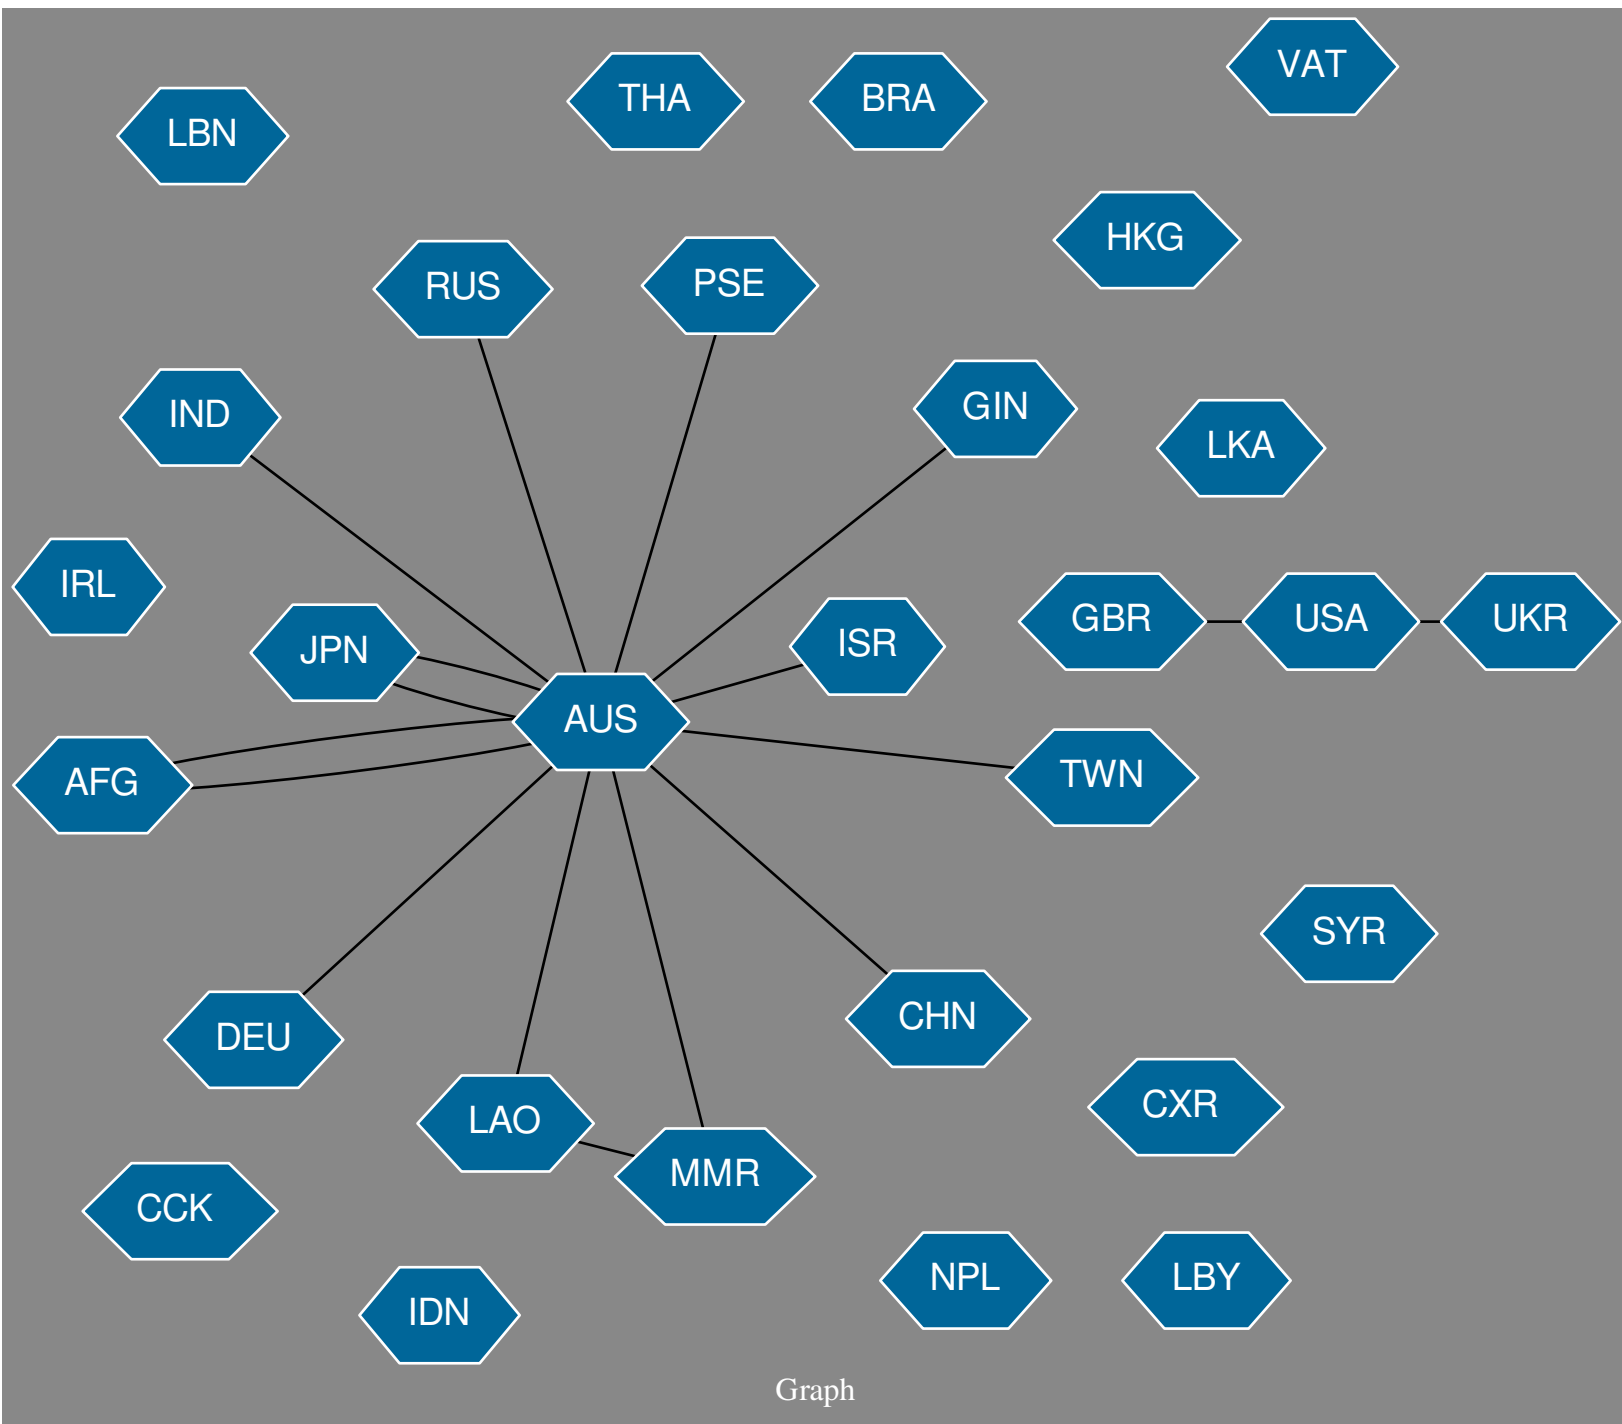 VAT
THA
BRA
LBN
HKG
RUS
PSE
IND
GIN
LKA
IRL
JPN
ISR
GBR
USA
UKR
AUS
AFG
TWN
SYR
DEU
CHN
LAO
CXR
MMR
CCK
NPL
LBY
IDN
Graph